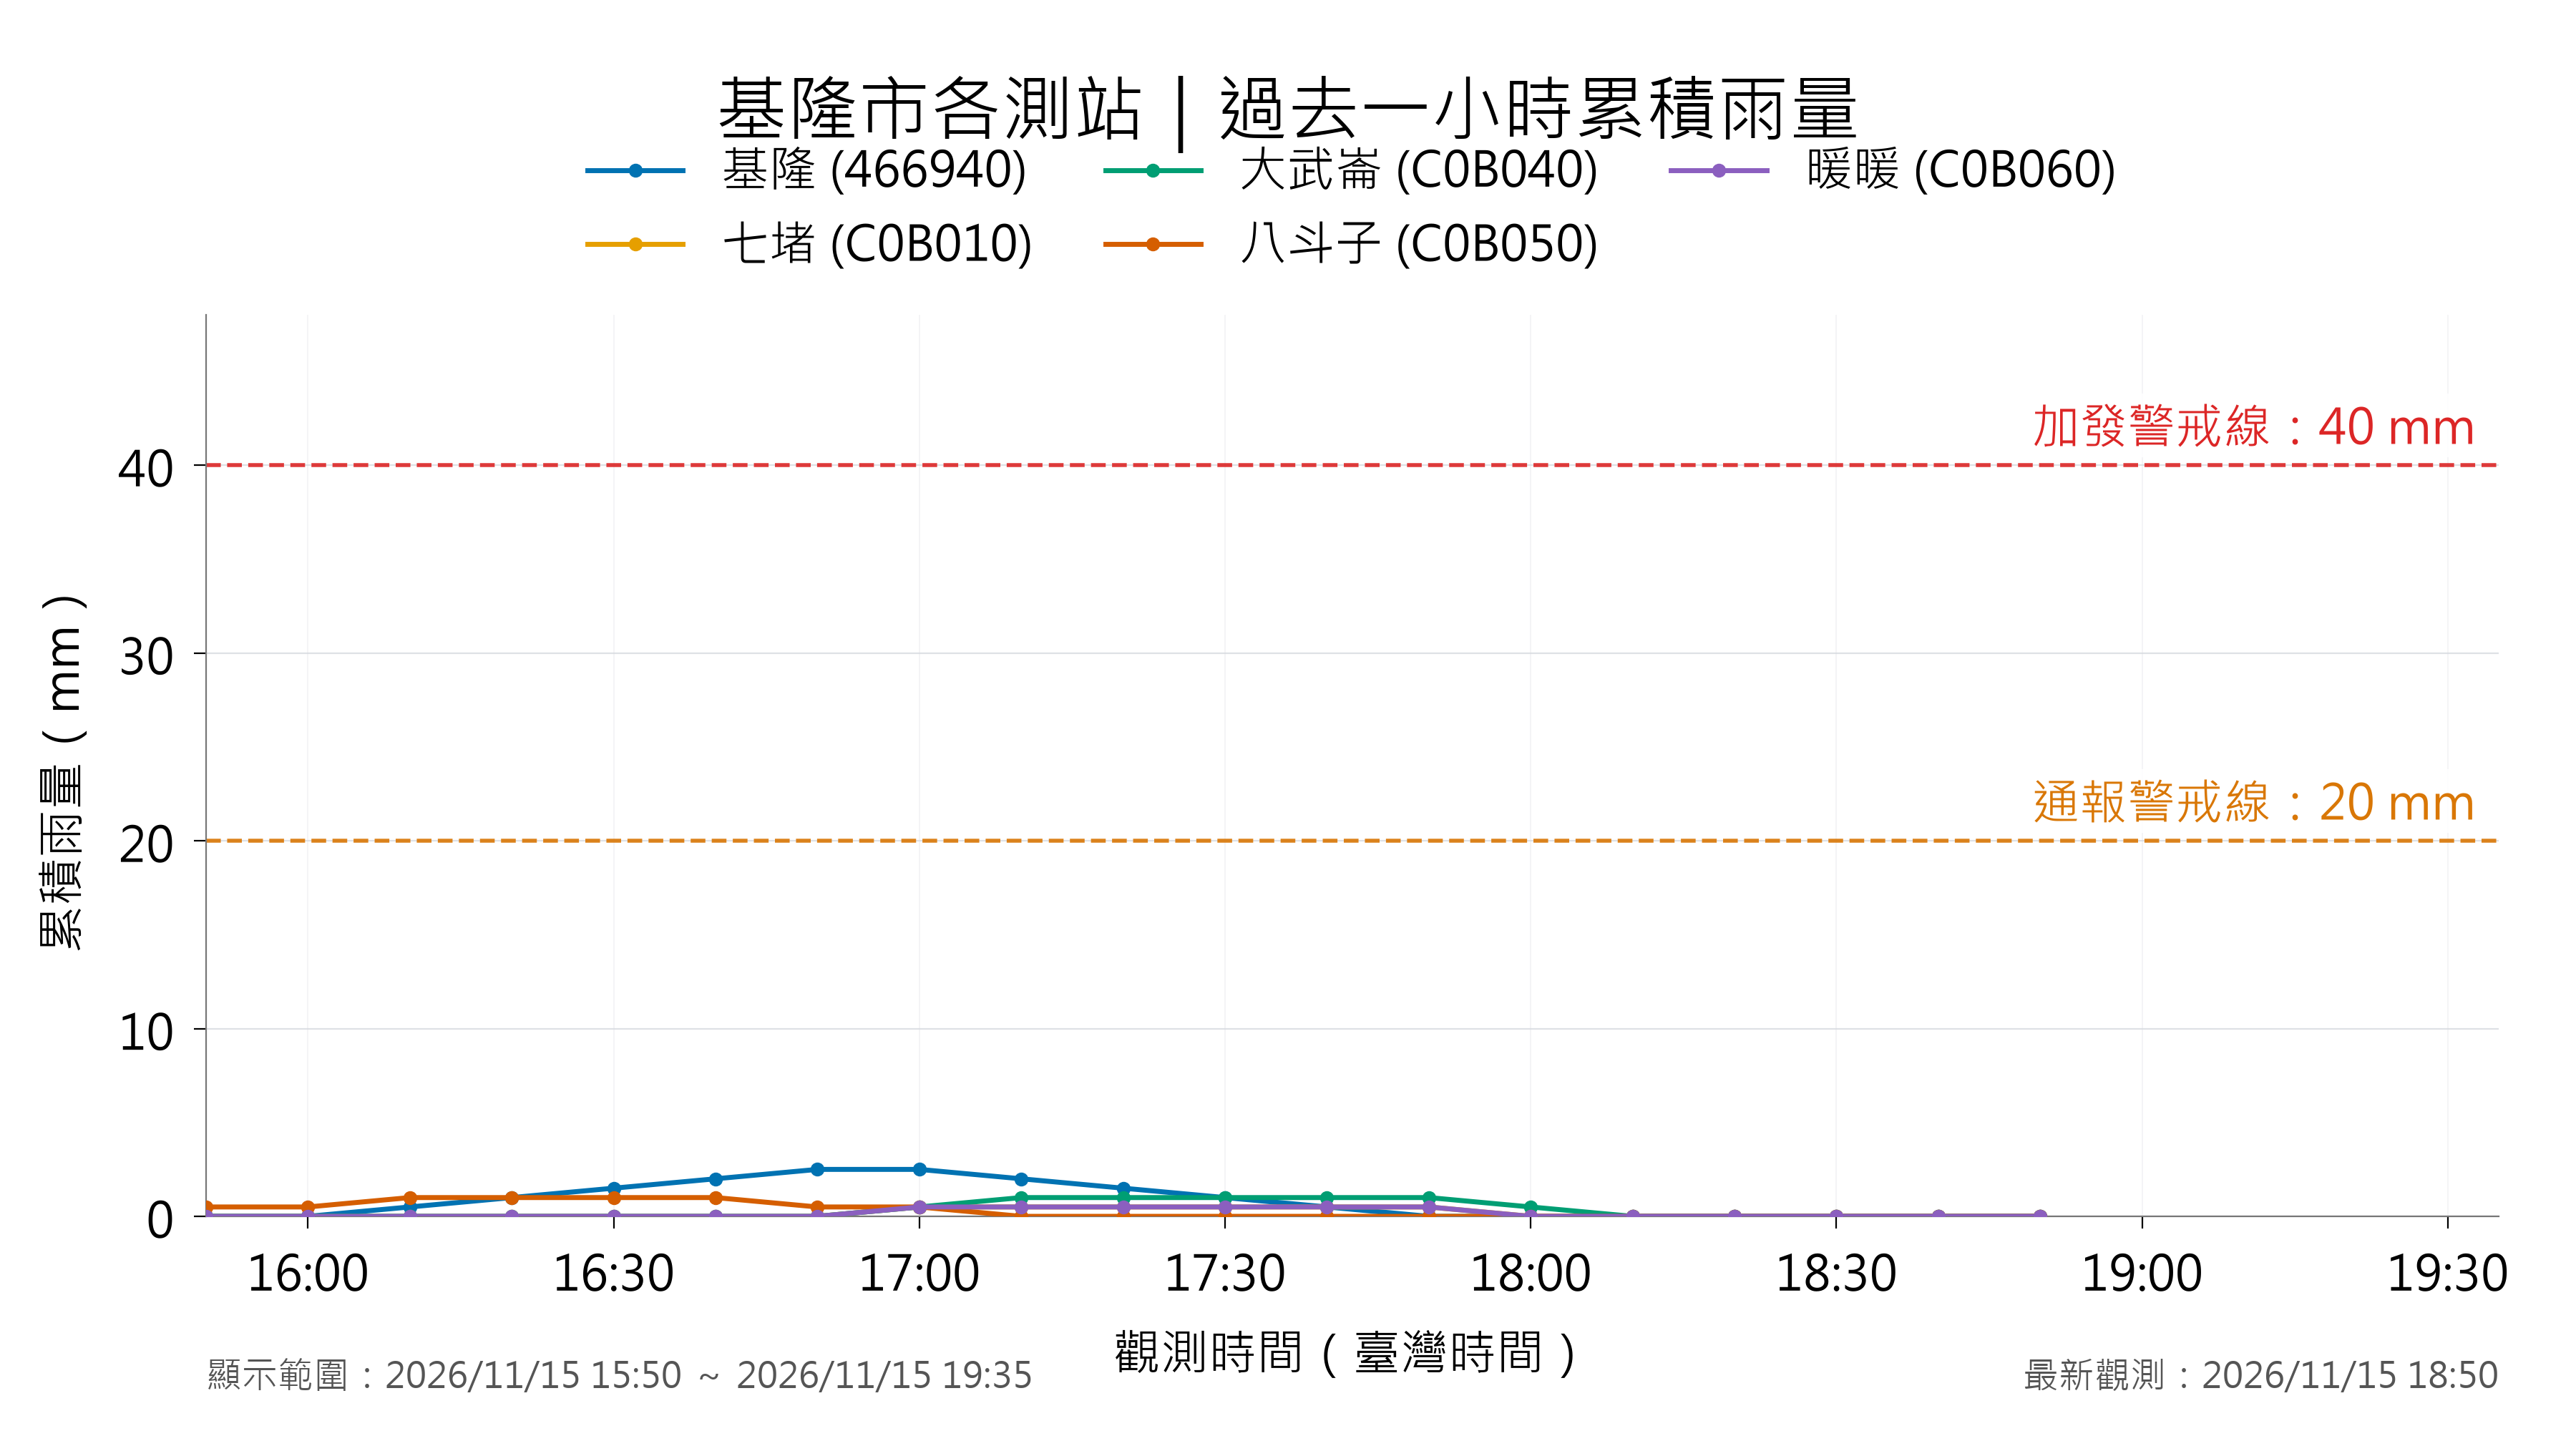 基隆市各測站｜過去一小時累積雨量
基隆 (466940)
大武崙 (C0B040)
暖暖 (C0B060)
七堵 (C0B010)
八斗子 (C0B050)
加發警戒線：40 mm
通報警戒線：20 mm
累積雨量（mm）
40
30
20
10
0
16:00
16:30
17:00
17:30
18:00
18:30
19:00
19:30
觀測時間（臺灣時間）
顯示範圍：2026/11/15 15:50 ~ 2026/11/15 19:35
最新觀測：2026/11/15 18:50